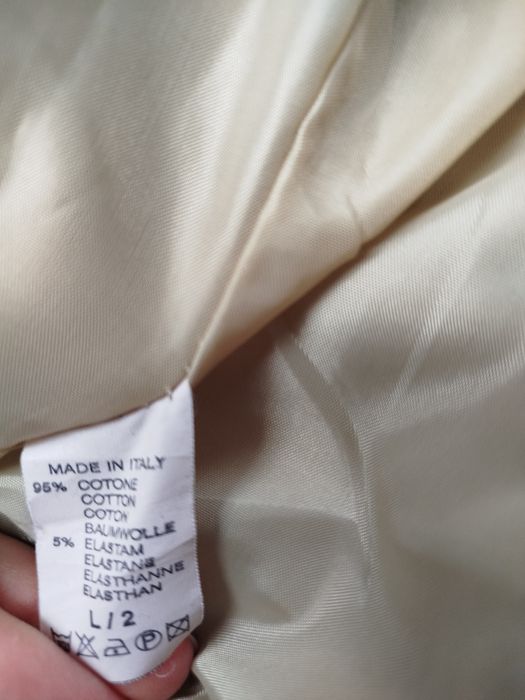 MADE IN ITALY
95% COTONE
COTTON
COTON
BAUMWOLLE
5% ELASTAM
ELASTANE
ELASTHANNE
ELASTHAN
L/2
P